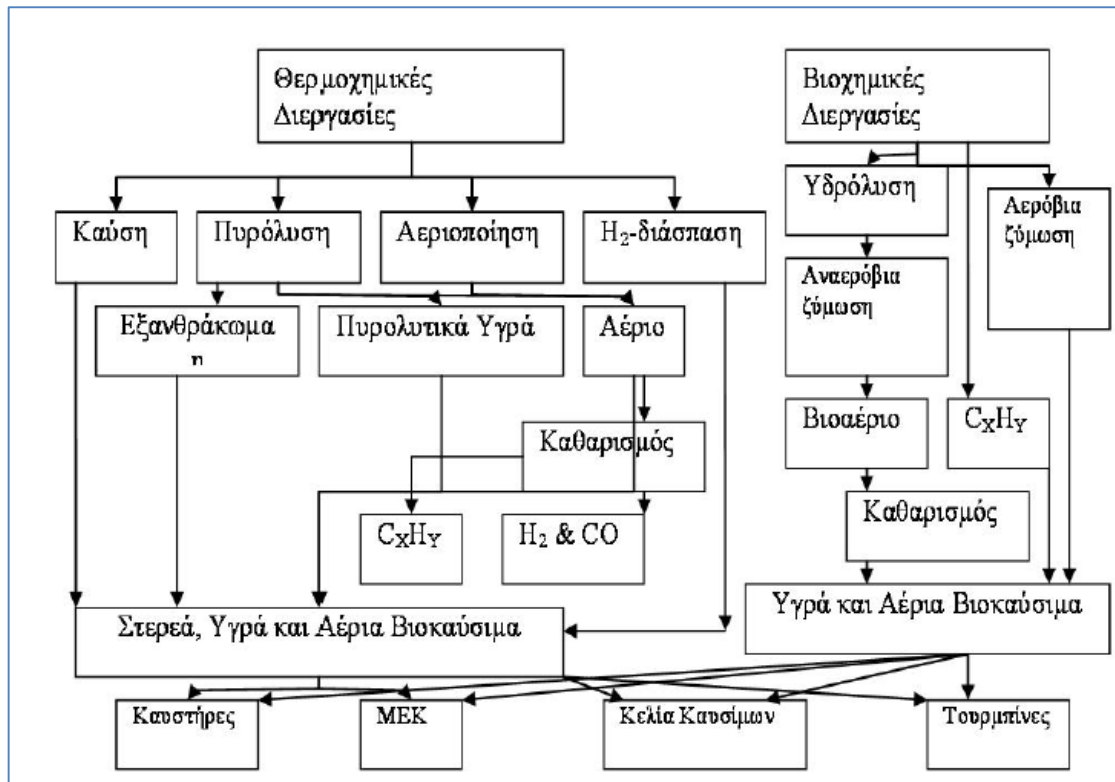 Θερμοχημικές
Διεργασίες
Βιοχημικές
Διεργασίες
Καύση
Πυρόλυση
Αεριοποίηση
H₂-διάσπαση
Υδρόλυση
Αερόβια
ζύμωση
Αναερόβια
ζύμωση
Εξανθράκωμα
η
Πυρολυτικά Υγρά
Αέριο
Βιοαέριο
CXHY
Καθαρισμός
CXHY
H₂ & CO
Καθαρισμός
Στερεά, Υγρά και Αέρια Βιοκαύσιμα
Υγρά και Αέρια Βιοκαύσιμα
Καυστήρες
ΜΕΚ
Κελία Καυσίμων
Τουρμπίνες